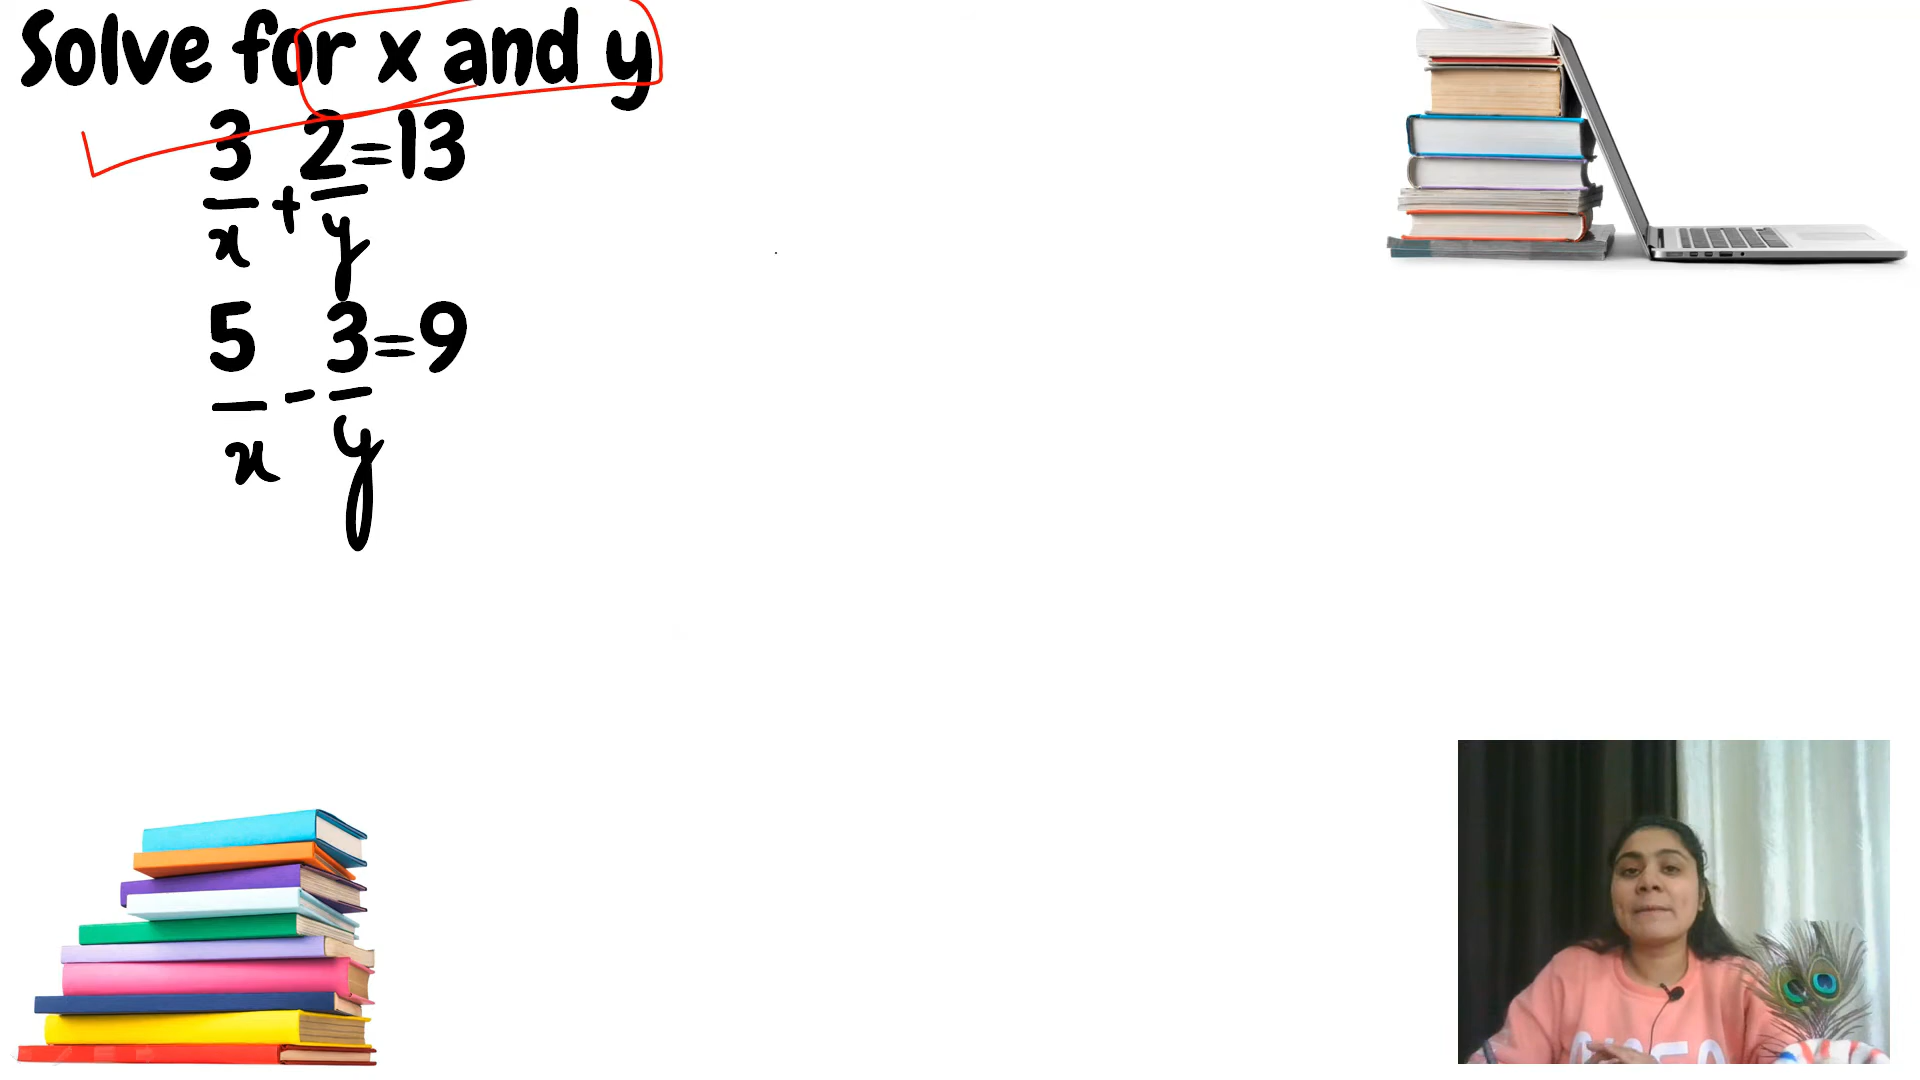 Solve for x and y
3/x + 2/y = 13
5/x - 3/y = 9